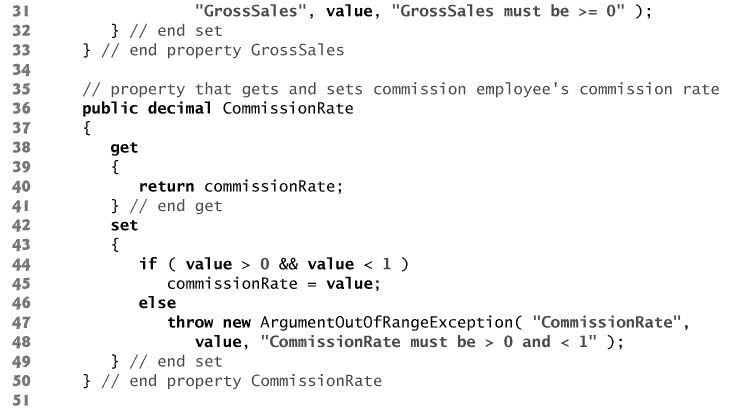 31                "GrossSales", value, "GrossSales must be >= 0" );
32       } // end set
33    } // end property GrossSales
34
35    // property that gets and sets commission employee's commission rate
36    public decimal CommissionRate
37    {
38       get
39       {
40          return commissionRate;
41       } // end get
42       set
43       {
44          if ( value > 0 && value < 1 )
45             commissionRate = value;
46          else
47             throw new ArgumentOutOfRangeException( "CommissionRate",
48                value, "CommissionRate must be > 0 and < 1" );
49       } // end set
50    } // end property CommissionRate
51